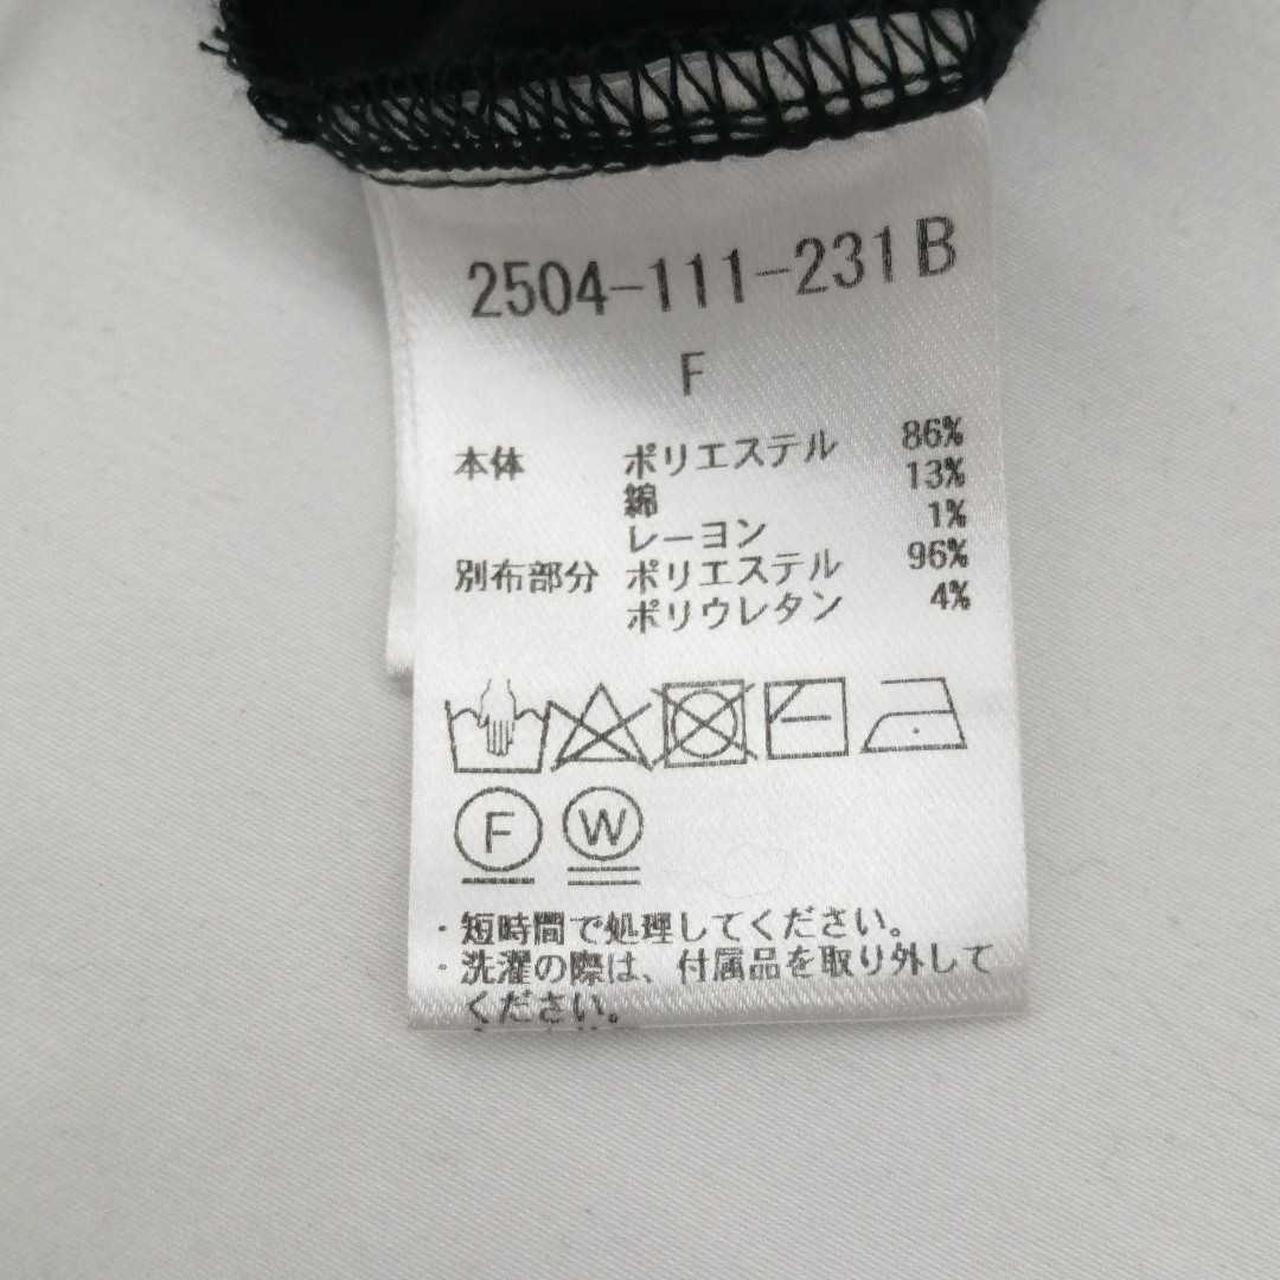 2504-111-231B
F
本体 ポリエステル 86%
綿 13%
レーヨン 1%
別布部分 ポリエステル 96%
ポリウレタン 4%
F W
・短時間で処理してください。
・洗濯の際は、付属品を取り外して
ください。